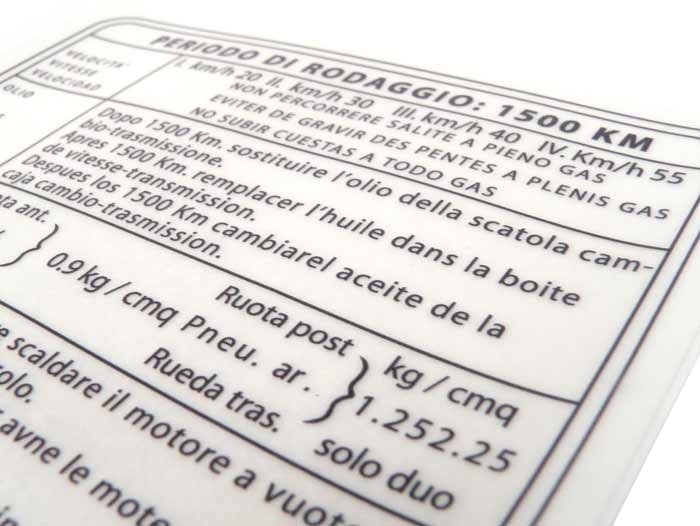 PERIODO DI RODAGGIO: 1500 KM
VELOCITA'
VITESSE
VELOCIDAD
I. km/h 20 II. km/h 30 III. km/h 40 IV. Km/h 55
NON PERCORRERE SALITE A PIENO GAS
EVITER DE GRAVIR DES PENTES A PLENIS GAS
NO SUBIR CUESTAS A TODO GAS
OLIO
Dopo 1500 Km. sostituire l'olio della scatola cam-
bio-trasmissione.
Apres 1500 Km. remplacer l'huile dans la boite
de vitesse-transmission.
Despues los 1500 Km cambiarel aceite de la
caja cambio-trasmission.
ta ant.
0.9 kg / cmq
Ruota post
Pneu. ar.
Rueda tras.
kg / cmq
1.25 2.25
solo duo
re scaldare il motore a vuoto
olo.
avne le mote